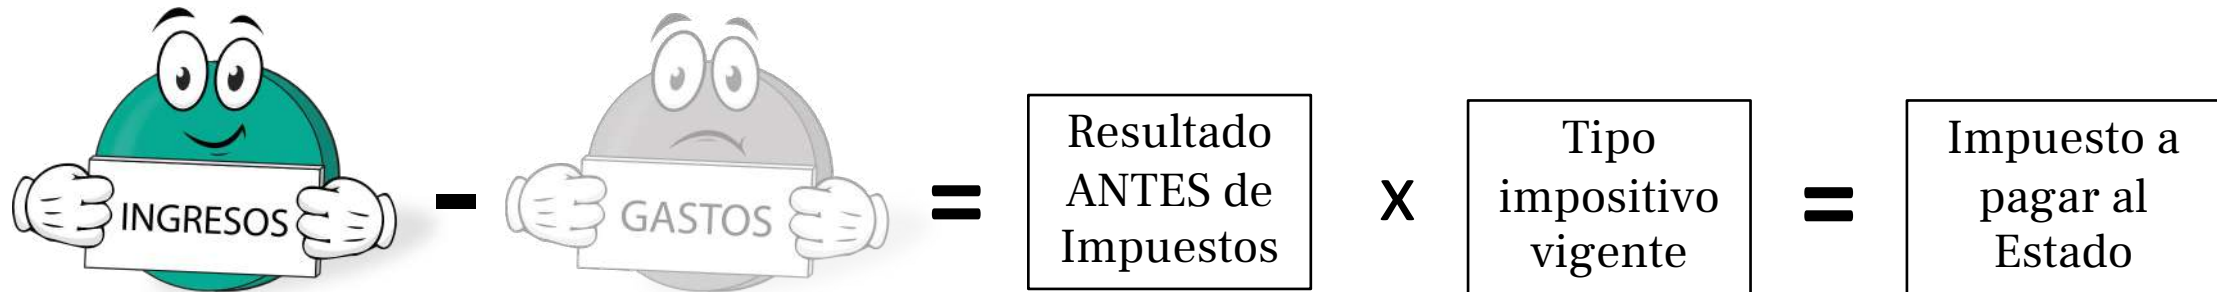 INGRESOS
-
GASTOS
=
Resultado
ANTES de
Impuestos
x
Tipo
impositivo
vigente
=
Impuesto a
pagar al
Estado